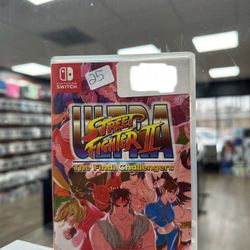 NINTENDO
SWITCH
25
ULTRA
STREET
FIGHTER II
The Final Challengers